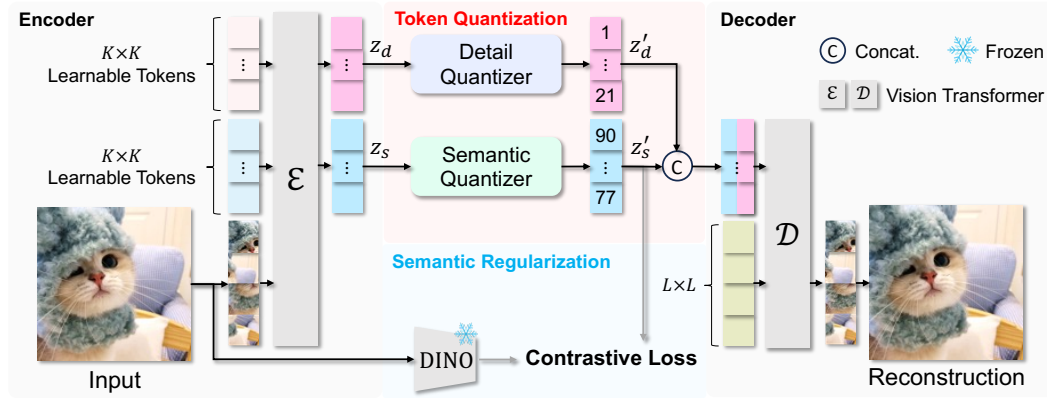 Encoder
Token Quantization
Decoder
K×K
Learnable Tokens
z_d
Detail
Quantizer
1
⋮
21
z'_d
C
Concat.
Frozen
ℰ
𝒟
Vision Transformer
K×K
Learnable Tokens
ℰ
z_s
Semantic
Quantizer
90
⋮
77
z'_s
C
𝒟
Semantic Regularization
L×L
DINO
Contrastive Loss
Input
Reconstruction